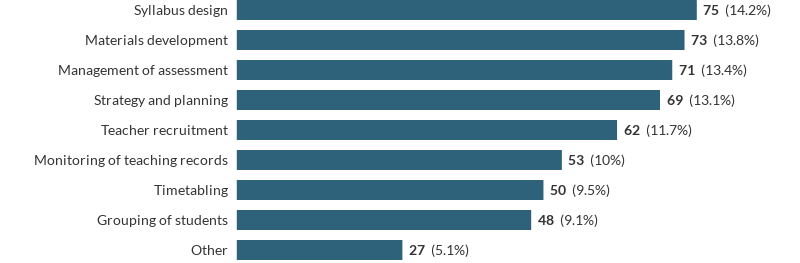 Syllabus design 75 (14.2%)
Materials development 73 (13.8%)
Management of assessment 71 (13.4%)
Strategy and planning 69 (13.1%)
Teacher recruitment 62 (11.7%)
Monitoring of teaching records 53 (10%)
Timetabling 50 (9.5%)
Grouping of students 48 (9.1%)
Other 27 (5.1%)